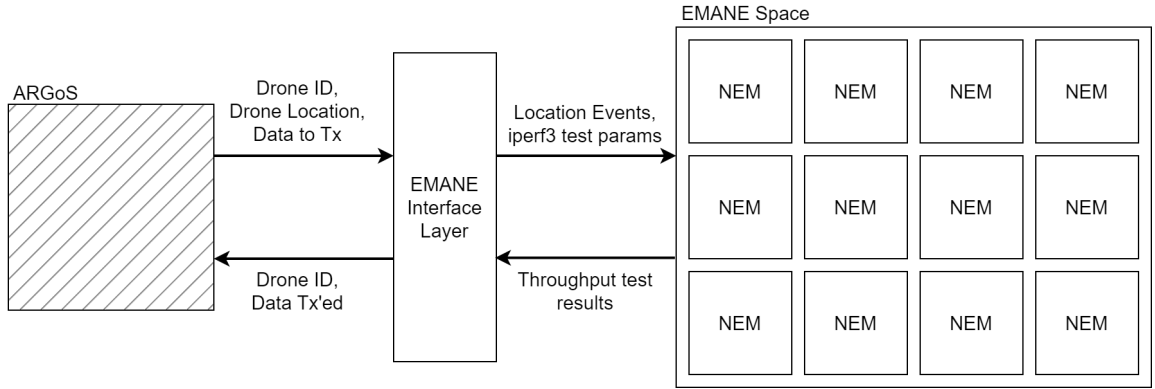 EMANE Space
ARGoS
Drone ID,
Drone Location,
Data to Tx
Location Events,
iperf3 test params
EMANE
Interface
Layer
Drone ID,
Data Tx'ed
Throughput test
results
NEM NEM NEM NEM
NEM NEM NEM NEM
NEM NEM NEM NEM